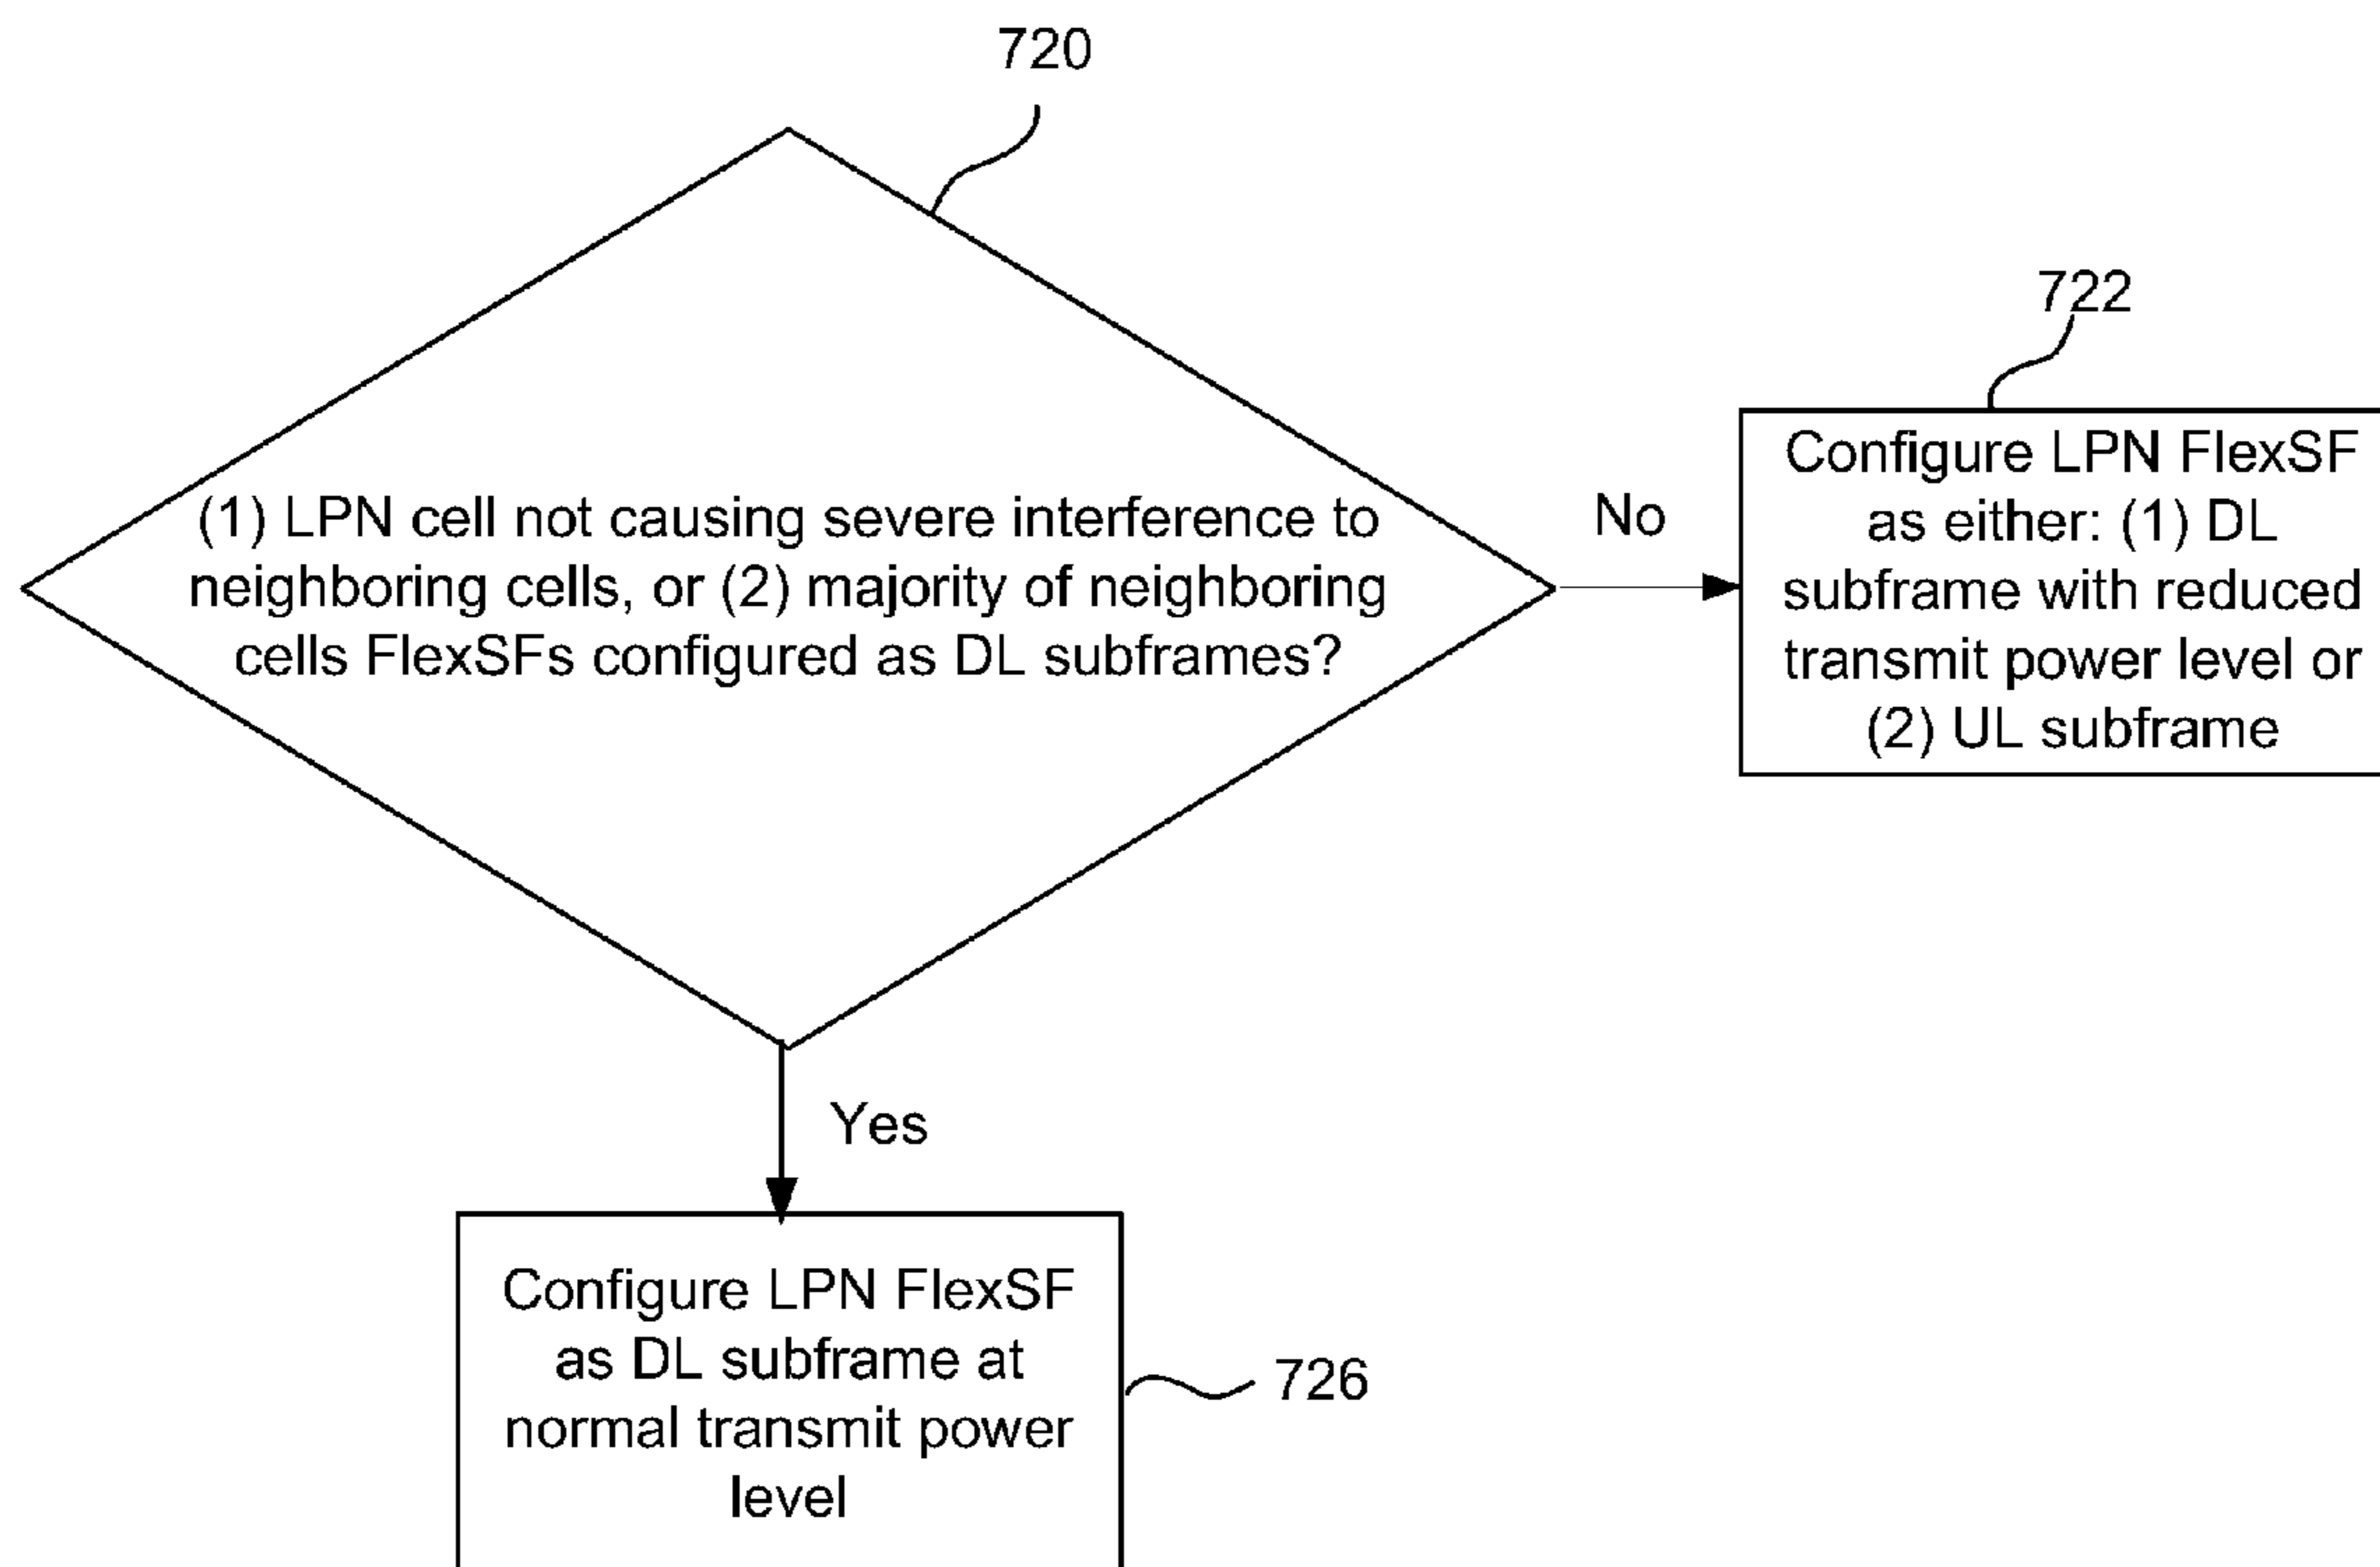 720
(1) LPN cell not causing severe interference to
neighboring cells, or (2) majority of neighboring
cells FlexSFs configured as DL subframes?
No
722
Configure LPN FlexSF
as either: (1) DL
subframe with reduced
transmit power level or
(2) UL subframe
Yes
Configure LPN FlexSF
as DL subframe at
normal transmit power
level
726